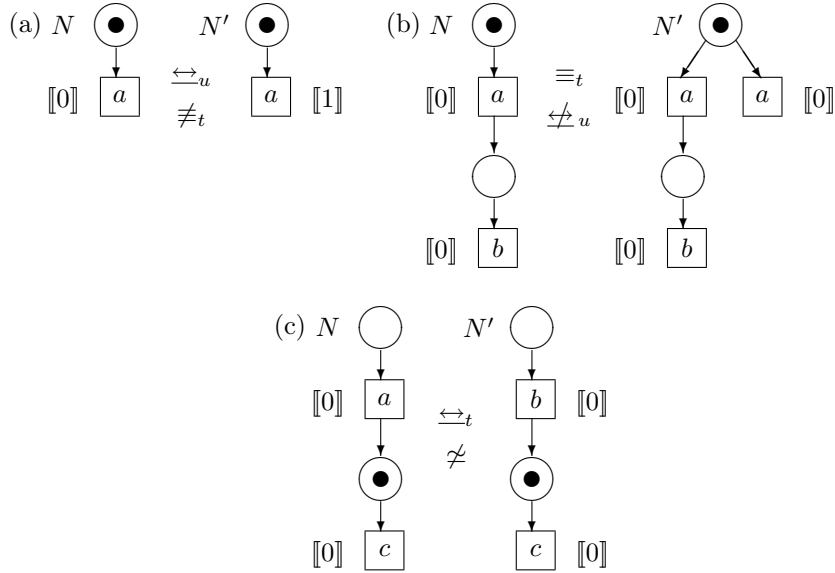 (a) N N′ (b) N N′
⟦0⟧ a ↔̲ᵤ a ⟦1⟧ ⟦0⟧ a ≡ₜ ⟦0⟧ a a ⟦0⟧
≢ₜ ↮̲ᵤ
⟦0⟧ b ⟦0⟧ b
(c) N N′
⟦0⟧ a ↔̲ₜ b ⟦0⟧
≄
⟦0⟧ c c ⟦0⟧